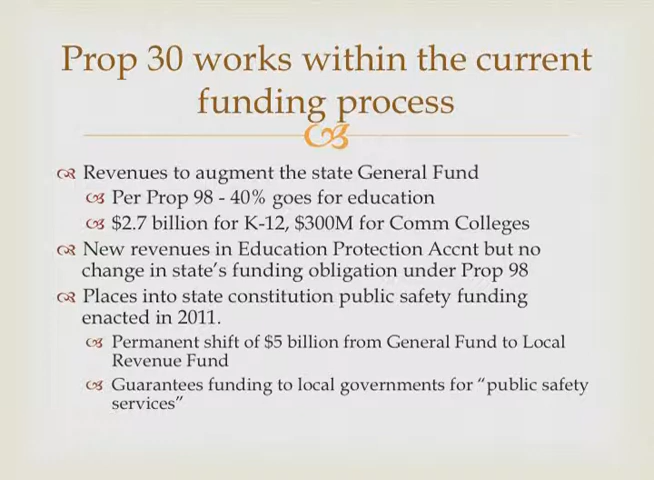 Prop 30 works within the current
funding process
Revenues to augment the state General Fund
Per Prop 98 - 40% goes for education
$2.7 billion for K-12, $300M for Comm Colleges
New revenues in Education Protection Accnt but no
change in state's funding obligation under Prop 98
Places into state constitution public safety funding
enacted in 2011.
Permanent shift of $5 billion from General Fund to Local
Revenue Fund
Guarantees funding to local governments for "public safety
services"